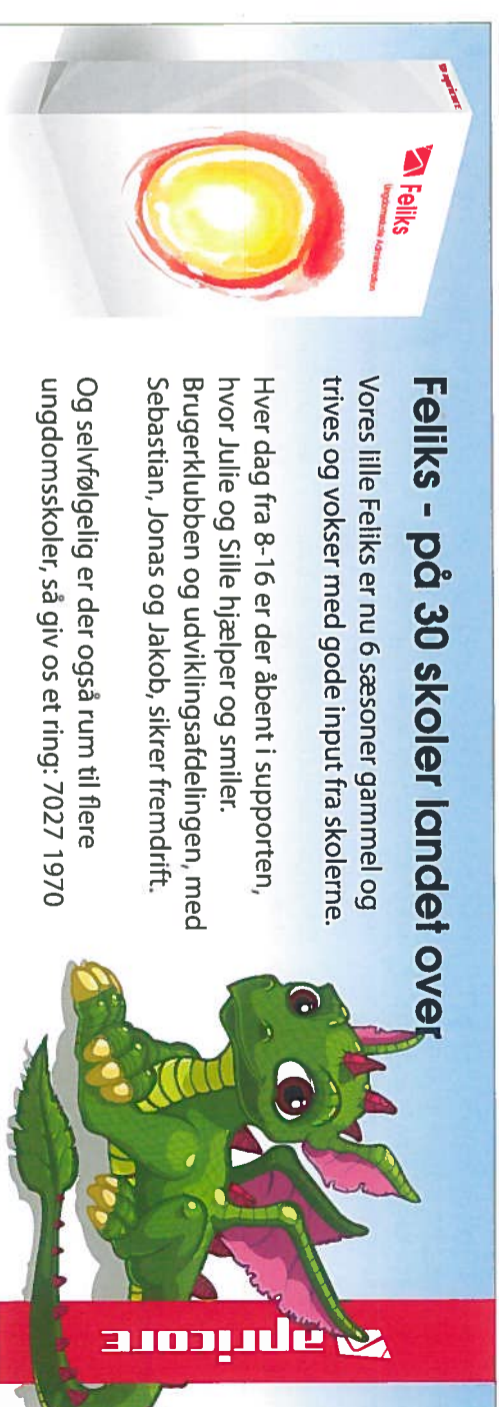 Feliks - på 30 skoler landet over
Vores lille Feliks er nu 6 sæsoner gammel og
trives og vokser med gode input fra skolerne.
Hver dag fra 8-16 er der åbent i supporten,
hvor Julie og Sille hjælper og smiler.
Brugerklubben og udviklingsafdelingen, med
Sebastian, Jonas og Jakob, sikrer fremdrift.
Og selvfølgelig er der også rum til flere
ungdomsskoler, så giv os et ring: 7027 1970
apricore
Feliks
Ungdomsskole Administration
apricore